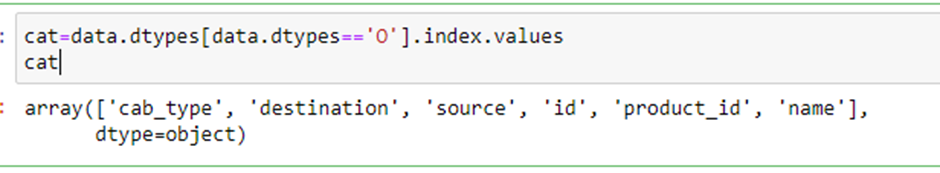 : cat=data.dtypes[data.dtypes=='O'].index.values
cat
: array(['cab_type', 'destination', 'source', 'id', 'product_id', 'name'],
dtype=object)